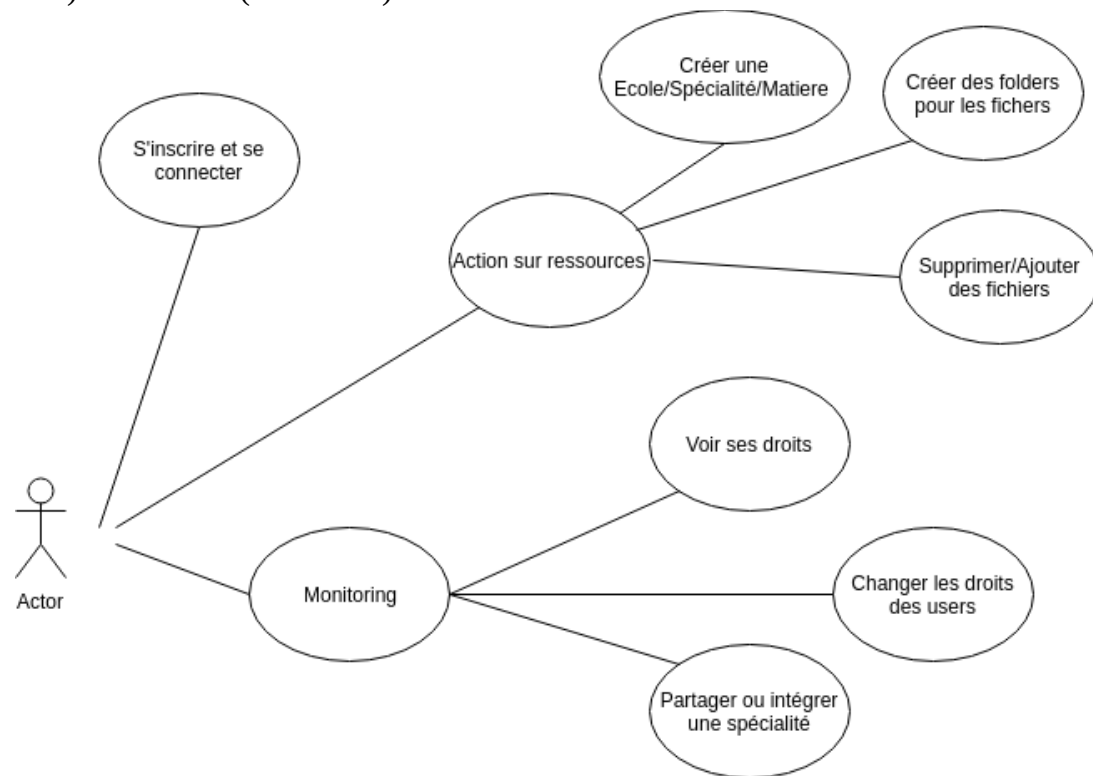 Créer une
Ecole/Spécialité/Matiere
Créer des folders
pour les fichers
S'inscrire et se
connecter
Action sur ressources
Supprimer/Ajouter
des fichiers
Voir ses droits
Monitoring
Changer les droits
des users
Actor
Partager ou intégrer
une spécialité